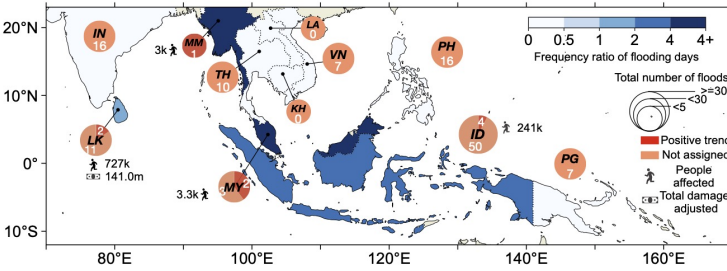 20°N
10°N
0°
10°S
80°E
100°E
120°E
140°E
160°E
IN
16
3k
MM
1
LA
0
VN
7
TH
10
KH
0
PH
16
LK
2
11
727k
141.0m
3.3k
MY
3
2
ID
4
50
241k
PG
7
0 0.5 1 2 4 4+
Frequency ratio of flooding days
Total number of floods
>=30
<30
<5
Positive trend
Not assigned
People
affected
Total damage
adjusted